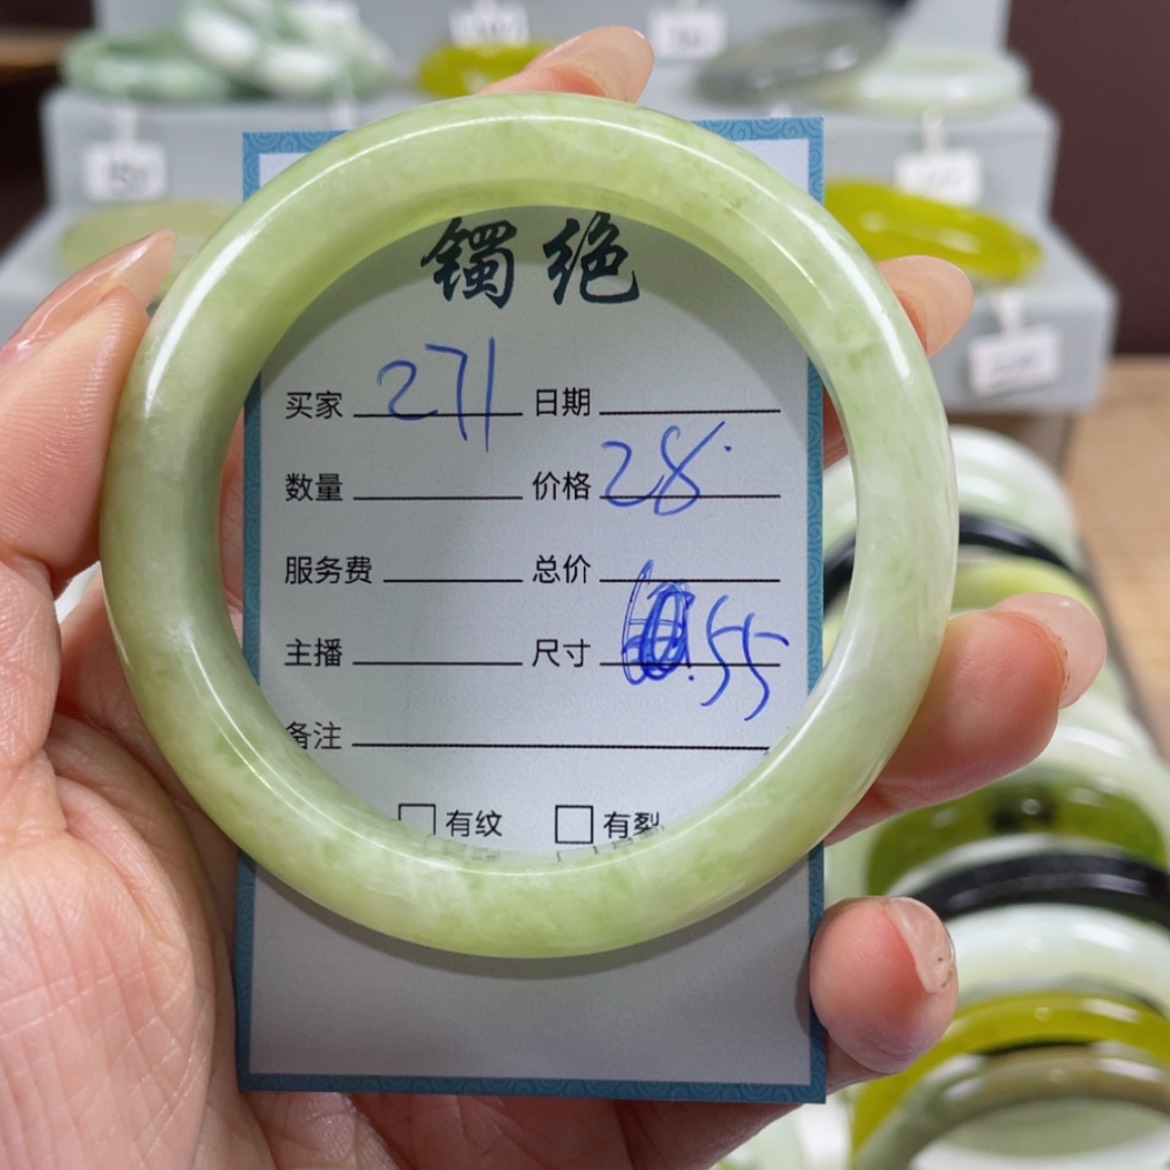 镯绝
买家 271 日期
数量 价格 28.
服务费 总价
主播 尺寸 .55
备注
□有纹 □有裂